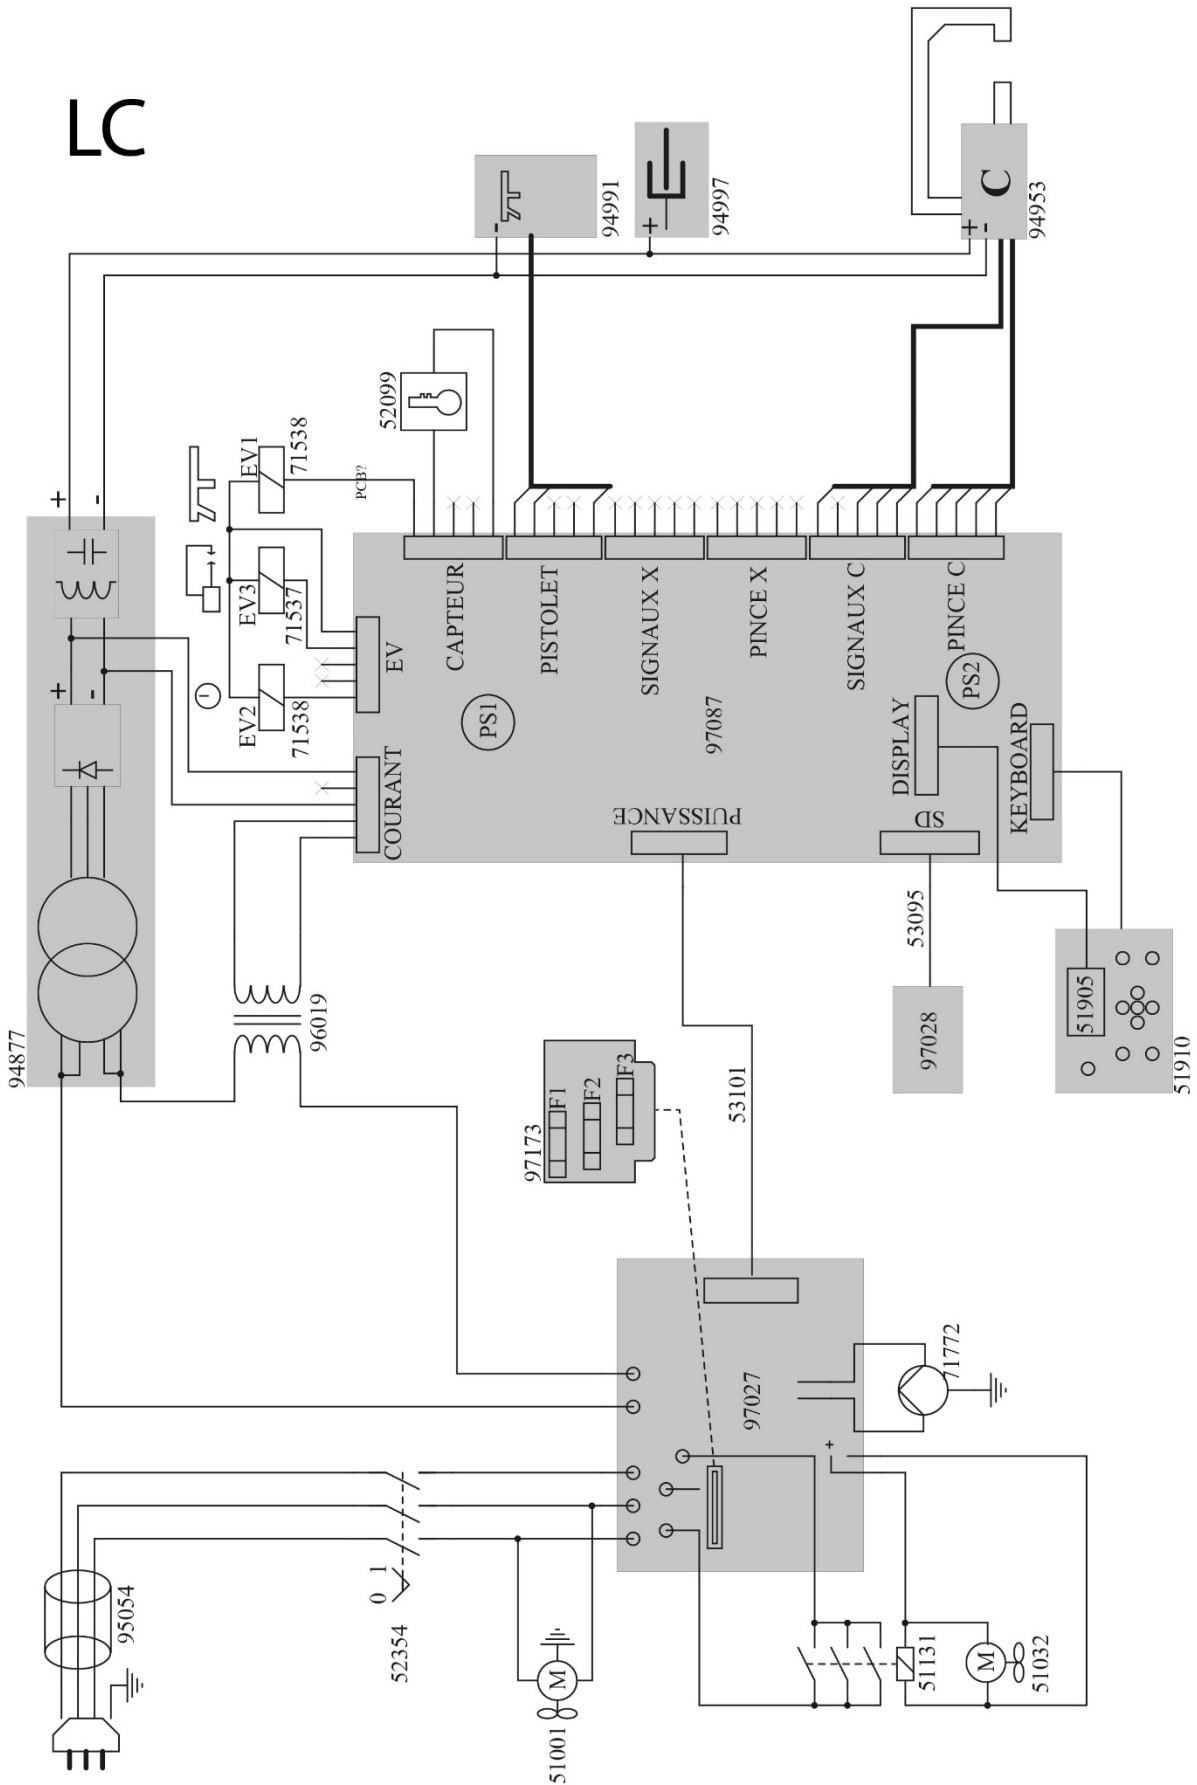 LC
94877
+
-
+
-
EV1
71538
EV3
71537
EV2
71538
PCB?
52099
94991
-
94997
+
C
+
-
94953
CAPTEUR
PISTOLET
SIGNAUX X
PINCE X
SIGNAUX C
PINCE C
EV
COURANT
PS1
PS2
97087
DISPLAY
KEYBOARD
PUISSANCE
SD
96019
53095
97028
51905
51910
97173
F1
F2
F3
53101
97027
+
71772
95054
0 1
52354
M
51001
51131
M
51032